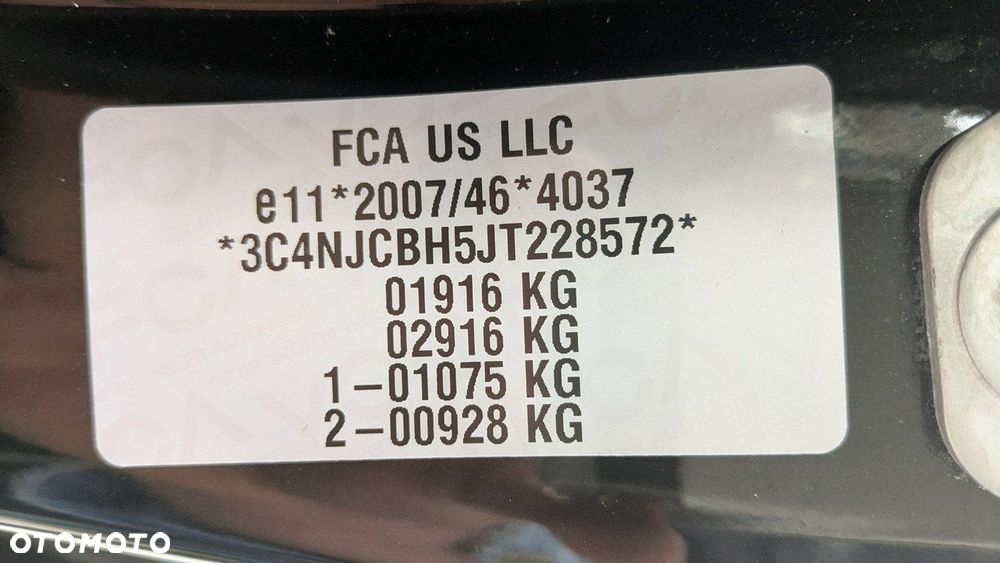 FCA US LLC
e11*2007/46*4037
*3C4NJCBH5JT228572*
01916 KG
02916 KG
1-01075 KG
2-00928 KG
OTOMOTO